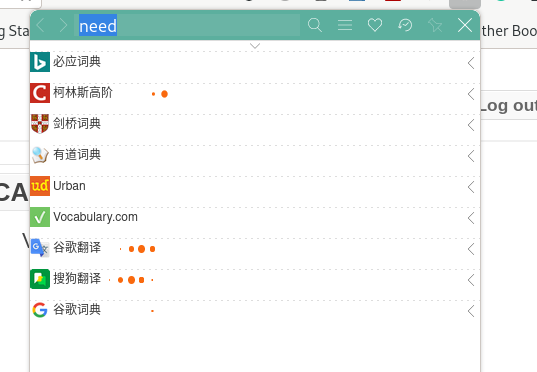 need
g Sta
ther Boo
必应词典
柯林斯高阶
剑桥词典
Log out
有道词典
ud Urban
CA
Vocabulary.com
谷歌翻译
搜狗翻译
谷歌词典